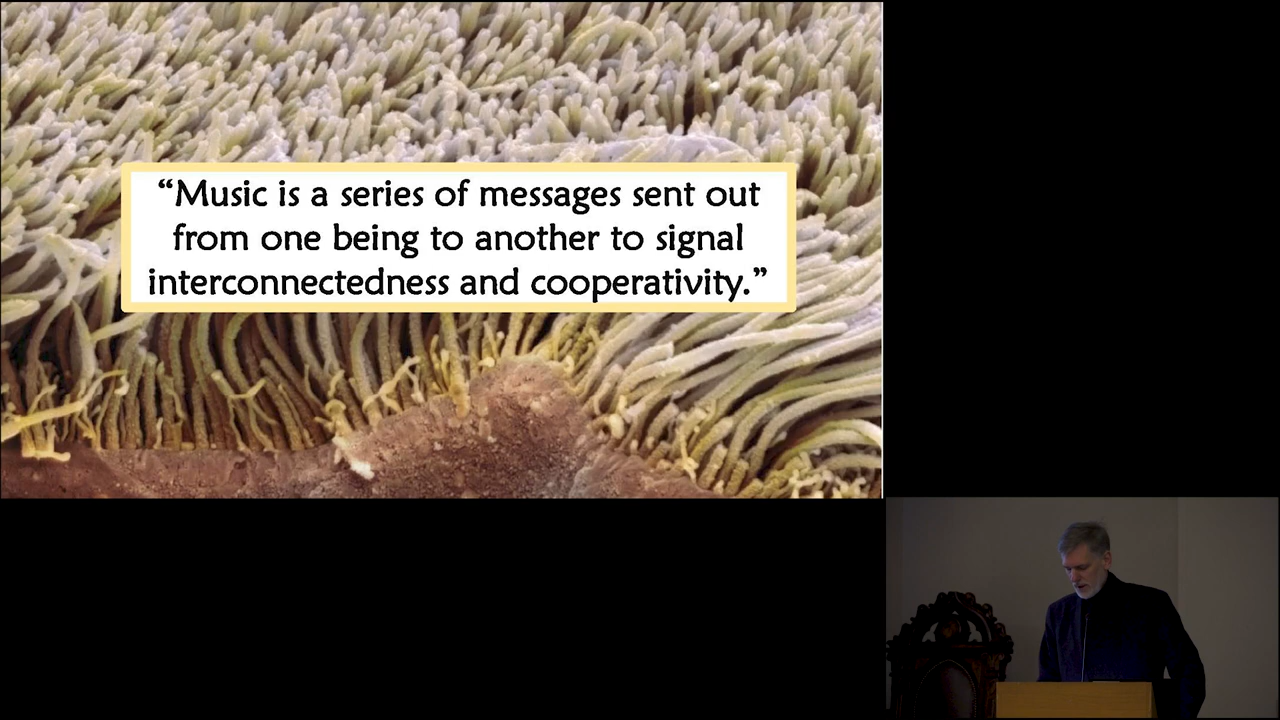 “Music is a series of messages sent out
from one being to another to signal
interconnectedness and cooperativity.”